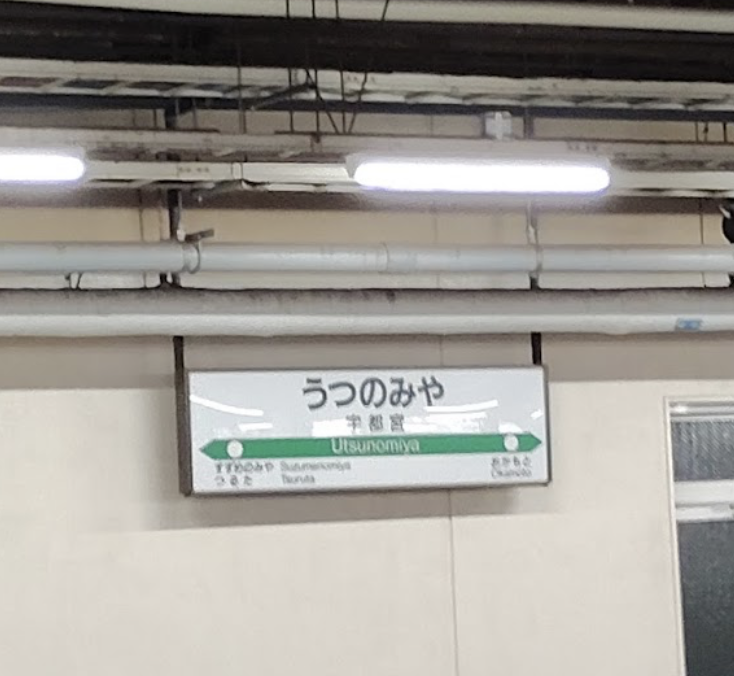 うつのみや
宇都宮
Utsunomiya
すずめのみや Suzumenomiya
つるた Tsuruta
おかもと
Okamoto